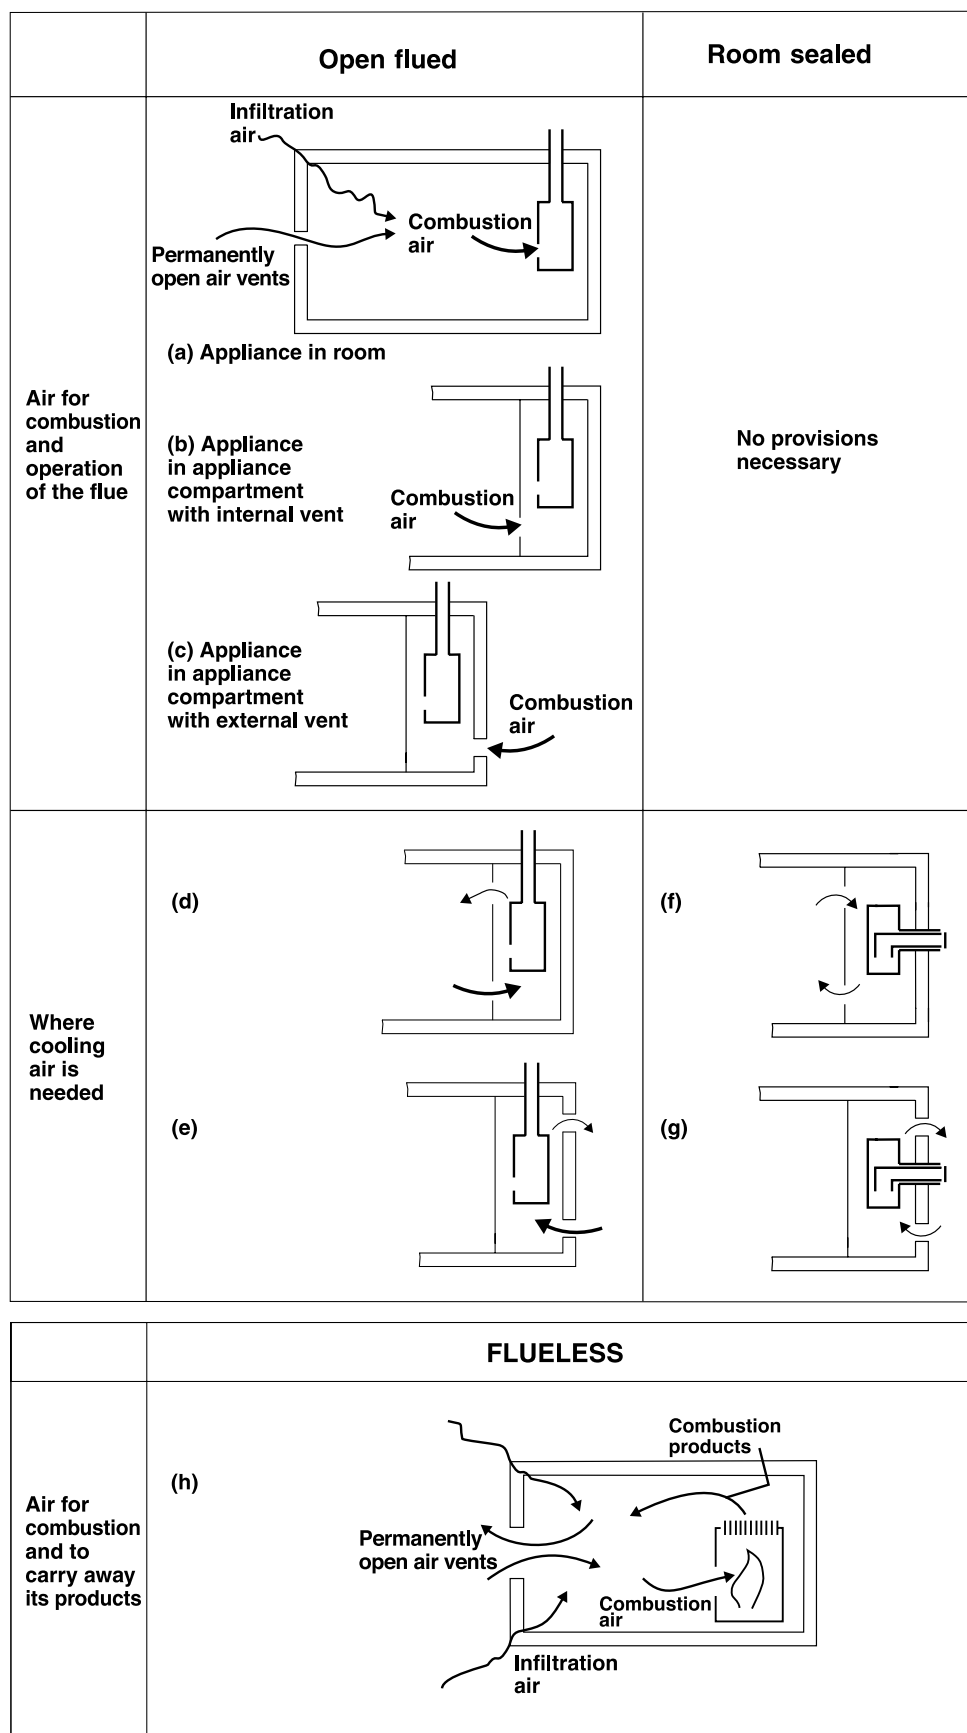 Open flued
Room sealed
Air for
combustion
and
operation
of the flue
Infiltration
air
Combustion
air
Permanently
open air vents
(a) Appliance in room
(b) Appliance
in appliance
compartment
with internal vent
Combustion
air
(c) Appliance
in appliance
compartment
with external vent
Combustion
air
No provisions
necessary
Where
cooling
air is
needed
(d)
(e)
(f)
(g)
FLUELESS
Air for
combustion
and to
carry away
its products
(h)
Combustion
products
Permanently
open air vents
Combustion
air
Infiltration
air